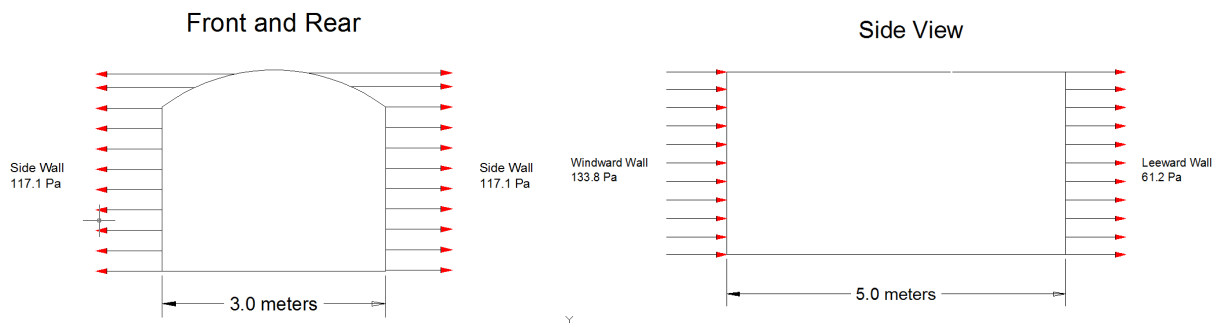 Front and Rear
Side View
Side Wall
117.1 Pa
Side Wall
117.1 Pa
Windward Wall
133.8 Pa
Leeward Wall
61.2 Pa
3.0 meters
5.0 meters
Y